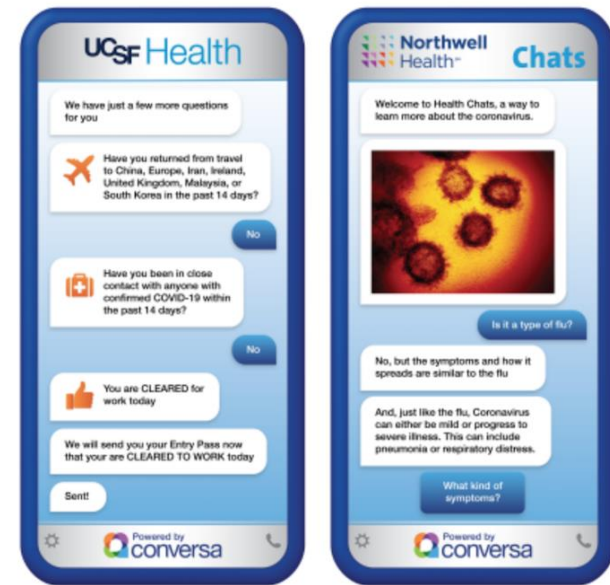 UCSF Health
We have just a few more questions
for you
Have you returned from travel
to China, Europe, Iran, Ireland,
United Kingdom, Malaysia, or
South Korea in the past 14 days?
No
Have you been in close
contact with anyone with
confirmed COVID-19 within
the past 14 days?
No
You are CLEARED for
work today
We will send you your Entry Pass now
that your are CLEARED TO WORK today
Sent!
Powered by
conversa
Northwell
Health℠
Chats
Welcome to Health Chats, a way to
learn more about the coronavirus.
Is it a type of flu?
No, but the symptoms and how it
spreads are similar to the flu
And, just like the flu, Coronavirus
can either be mild or progress to
severe illness. This can include
pneumonia or respiratory distress.
What kind of
symptoms?
Powered by
conversa